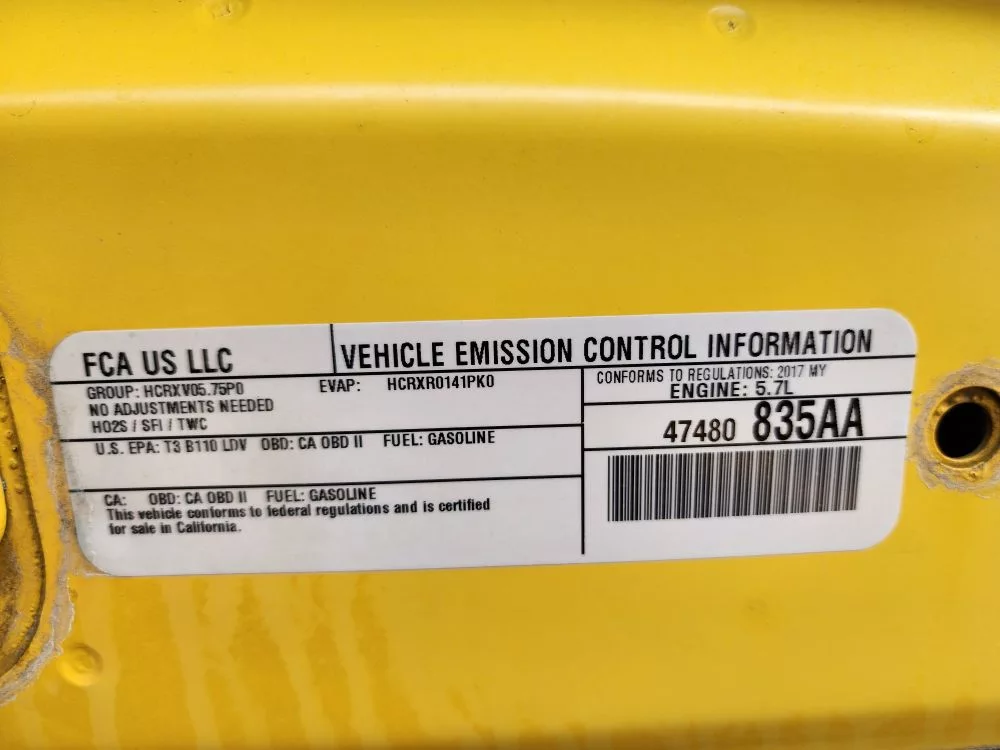 FCA US LLC
VEHICLE EMISSION CONTROL INFORMATION
GROUP: HCRXV05.75P0
EVAP: HCRXR0141PK0
NO ADJUSTMENTS NEEDED
HO2S / SFI / TWC
CONFORMS TO REGULATIONS: 2017 MY
ENGINE: 5.7L
U.S. EPA: T3 B110 LDV OBD: CA OBD II FUEL: GASOLINE
47480 835AA
CA: OBD: CA OBD II FUEL: GASOLINE
This vehicle conforms to federal regulations and is certified
for sale in California.